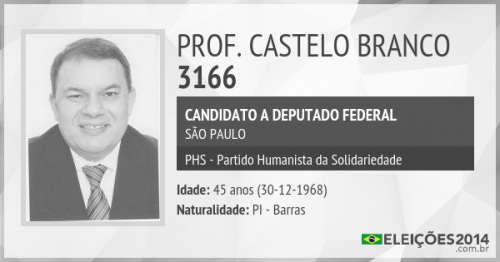 PROF. CASTELO BRANCO
3166
CANDIDATO A DEPUTADO FEDERAL
SÃO PAULO
PHS - Partido Humanista da Solidariedade
Idade: 45 anos (30-12-1968)
Naturalidade: PI - Barras
ELEIÇÕES2014
.com.br